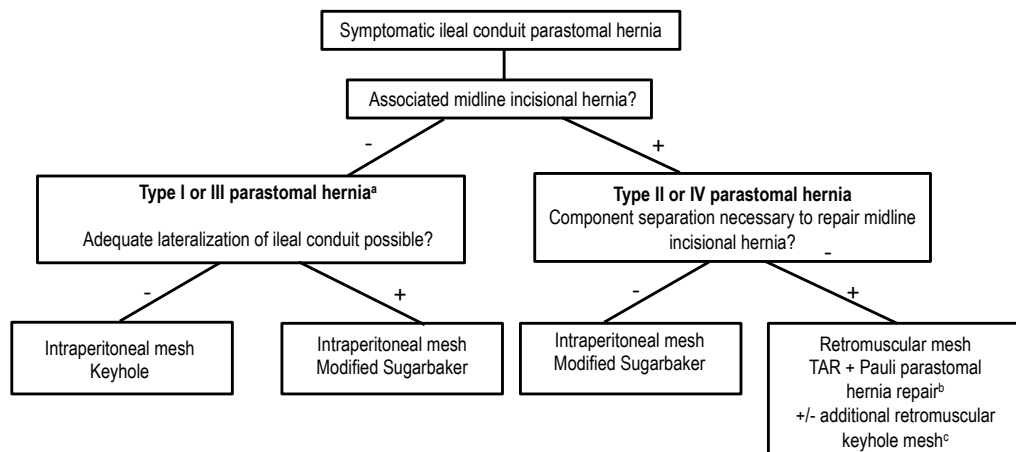 Symptomatic ileal conduit parastomal hernia
Associated midline incisional hernia?
-
+
Type I or III parastomal herniaᵃ
Adequate lateralization of ileal conduit possible?
Type II or IV parastomal hernia
Component separation necessary to repair midline
incisional hernia?
-
-
+
-
+
Intraperitoneal mesh
Keyhole
Intraperitoneal mesh
Modified Sugarbaker
Intraperitoneal mesh
Modified Sugarbaker
Retromuscular mesh
TAR + Pauli parastomal
hernia repairᵇ
+/- additional retromuscular
keyhole meshᶜ